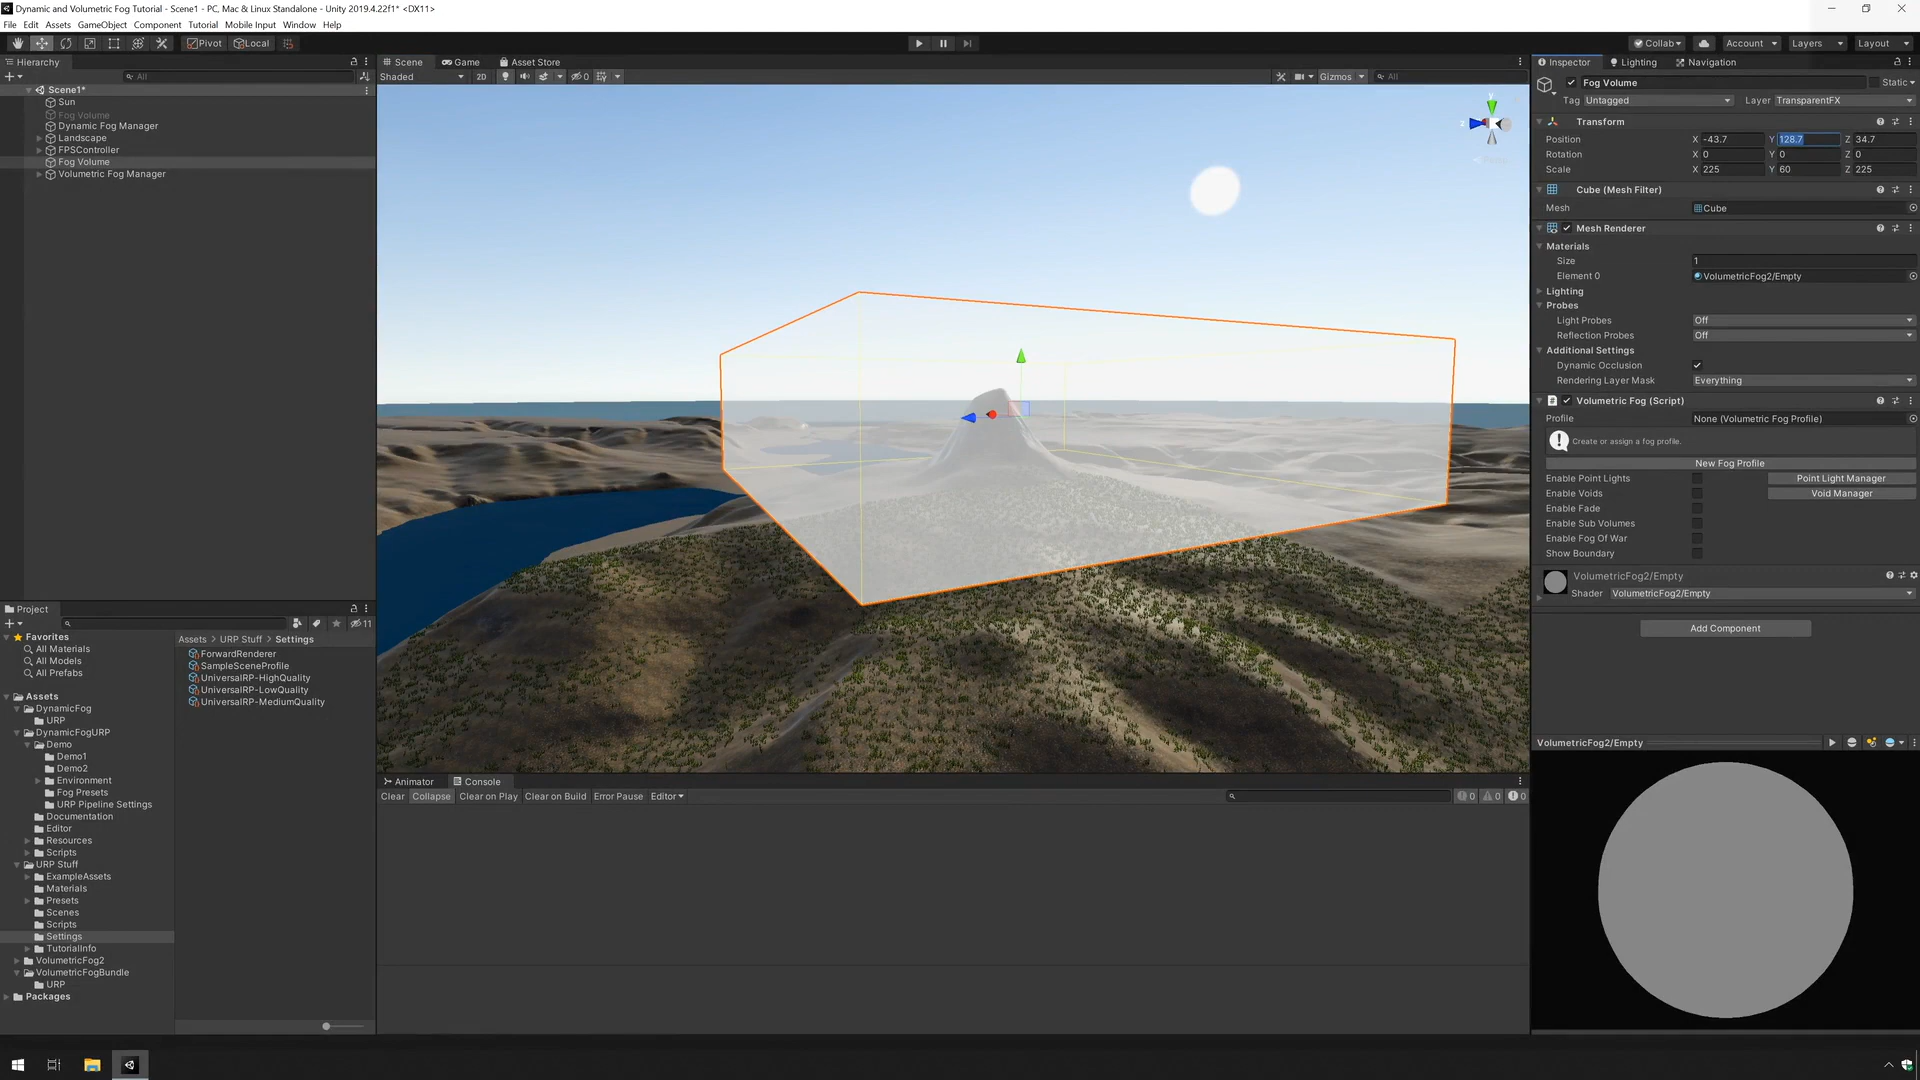 Dynamic and Volumetric Fog Tutorial - Scene1 - PC, Mac & Linux Standalone - Unity 2019.4.22f1* <DX11>
File Edit Assets GameObject Component Tutorial Mobile Input Window Help
Pivot Local
Collab Account Layers Layout
Hierarchy
All
Scene1*
Sun
Fog Volume
Dynamic Fog Manager
Landscape
FPSController
Fog Volume
Volumetric Fog Manager
Scene Game Asset Store
Shaded 2D 0 Gizmos All
y
z
Inspector Lighting Navigation
Fog Volume Static
Tag Untagged Layer TransparentFX
Transform
Position X -43.7 Y 128.7 Z 34.7
Rotation X 0 Y 0 Z 0
Scale X 225 Y 60 Z 225
Cube (Mesh Filter)
Mesh Cube
Mesh Renderer
Materials
Size 1
Element 0 VolumetricFog2/Empty
Lighting
Probes
Light Probes Off
Reflection Probes Off
Additional Settings
Dynamic Occlusion
Rendering Layer Mask Everything
Volumetric Fog (Script)
Profile None (Volumetric Fog Profile)
Create or assign a fog profile.
New Fog Profile
Enable Point Lights Point Light Manager
Enable Voids Void Manager
Enable Fade
Enable Sub Volumes
Enable Fog Of War
Show Boundary
VolumetricFog2/Empty
Shader VolumetricFog2/Empty
Add Component
VolumetricFog2/Empty
Project
11
Favorites
All Materials
All Models
All Prefabs
Assets
DynamicFog
URP
DynamicFogURP
Demo
Demo1
Demo2
Environment
Fog Presets
URP Pipeline Settings
Documentation
Editor
Resources
Scripts
URP Stuff
ExampleAssets
Materials
Presets
Scenes
Scripts
Settings
TutorialInfo
VolumetricFog2
VolumetricFogBundle
URP
Packages
Assets > URP Stuff > Settings
ForwardRenderer
SampleSceneProfile
UniversalRP-HighQuality
UniversalRP-LowQuality
UniversalRP-MediumQuality
Animator Console
Clear Collapse Clear on Play Clear on Build Error Pause Editor
0 0 0